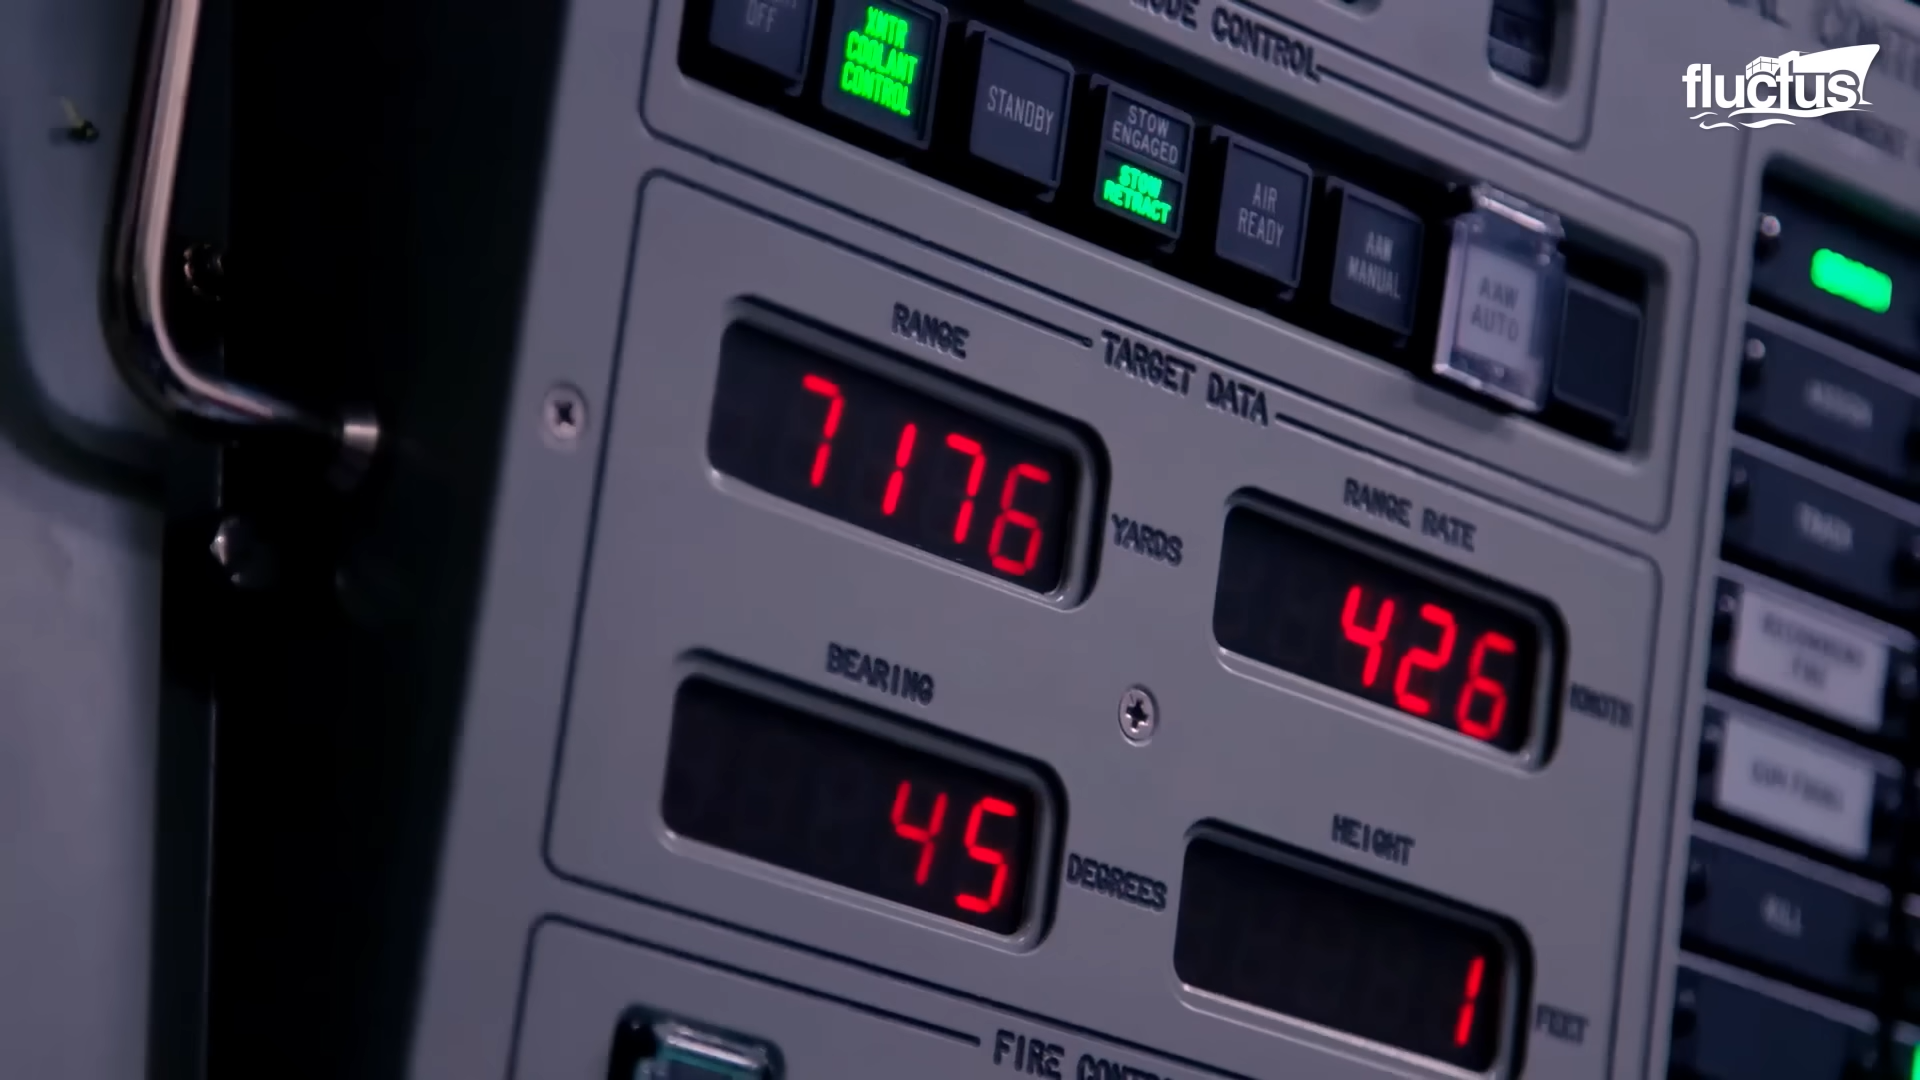 MODE CONTROL
OFF
XMTR
COOLANT
CONTROL
STANDBY
STOW
ENGAGED
STOW
RETRACT
AIR
READY
AAW
MANUAL
AAW
AUTO
fluctus
TARGET DATA
RANGE
7176
YARDS
RANGE RATE
426
KNOTS
BEARING
45
DEGREES
HEIGHT
1
FEET
KILL
FIRE